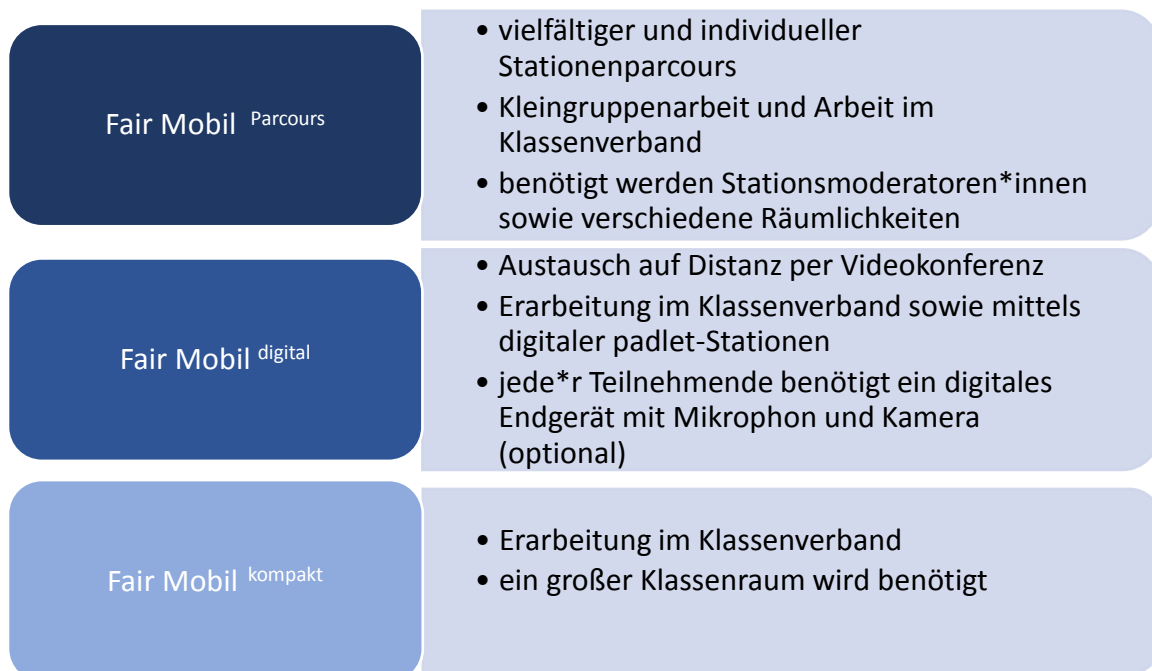 Fair Mobil Parcours
• vielfältiger und individueller
Stationenparcours
• Kleingruppenarbeit und Arbeit im
Klassenverband
• benötigt werden Stationsmoderatoren*innen
sowie verschiedene Räumlichkeiten
Fair Mobil digital
• Austausch auf Distanz per Videokonferenz
• Erarbeitung im Klassenverband sowie mittels
digitaler padlet-Stationen
• jede*r Teilnehmende benötigt ein digitales
Endgerät mit Mikrophon und Kamera
(optional)
Fair Mobil kompakt
• Erarbeitung im Klassenverband
• ein großer Klassenraum wird benötigt